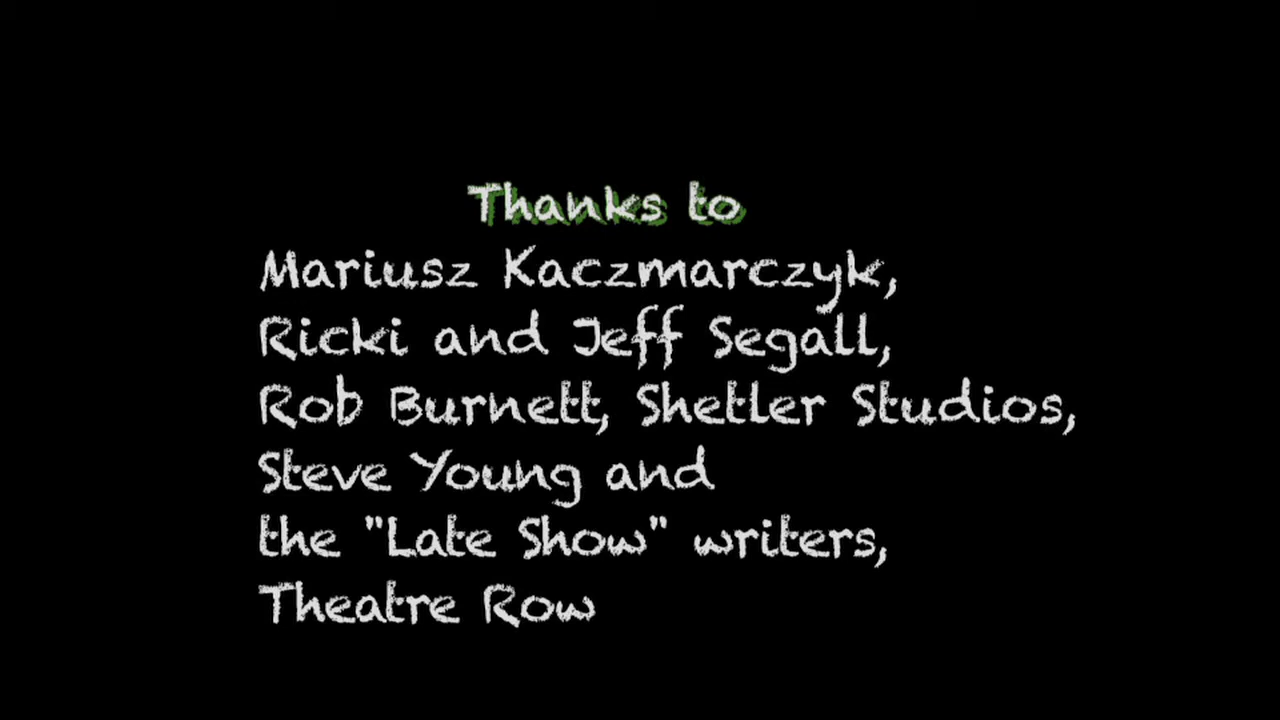 Thanks to
Mariusz Kaczmarczyk,
Ricki and Jeff Segall,
Rob Burnett, Shetler Studios,
Steve Young and
the "Late Show" writers,
Theatre Row